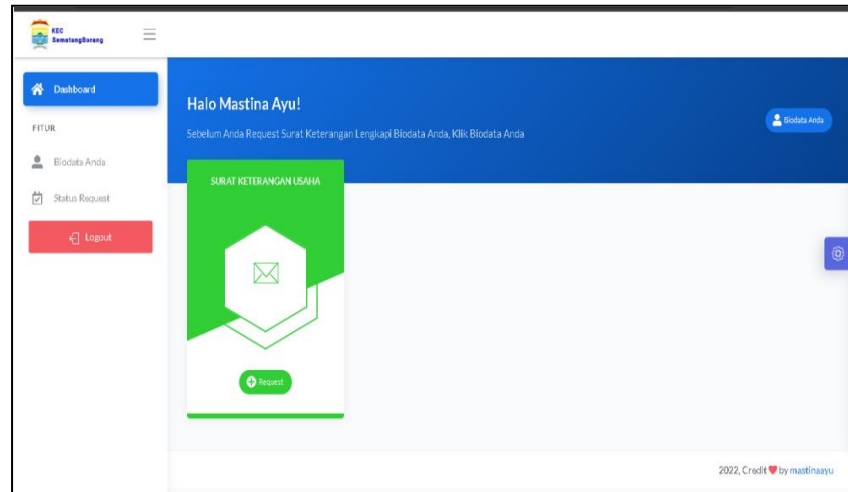 KEC
SematangBorang
Dashboard
FITUR
Biodata Anda
Status Request
Logout
Halo Mastina Ayu!
Sebelum Anda Request Surat Keterangan Lengkapi Biodata Anda, Klik Biodata Anda
Biodata Anda
SURAT KETERANGAN USAHA
Request
2022, Credit ❤ by mastinaayu